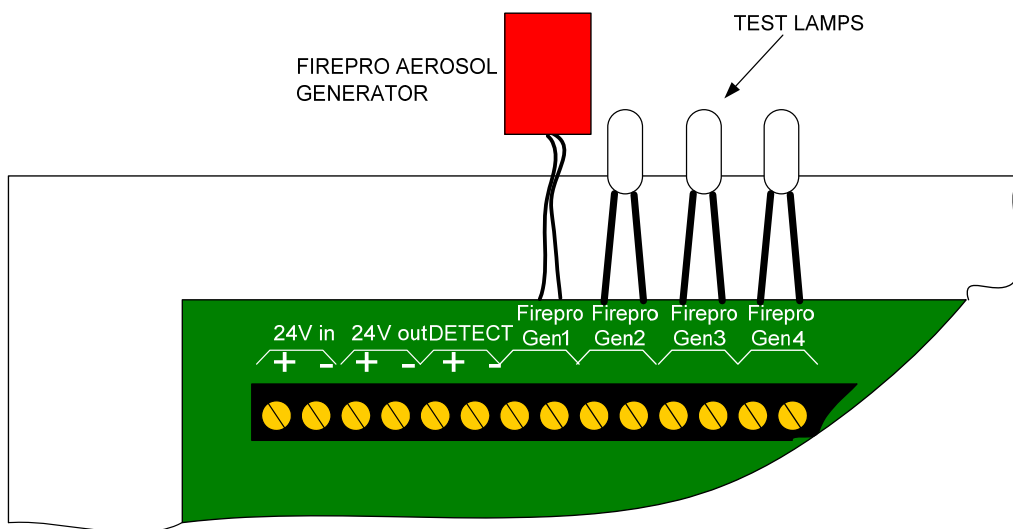 TEST LAMPS
FIREPRO AEROSOL
GENERATOR
Firepro Firepro Firepro Firepro
24V in 24V out DETECT Gen1 Gen2 Gen3 Gen4
+ - + - + -